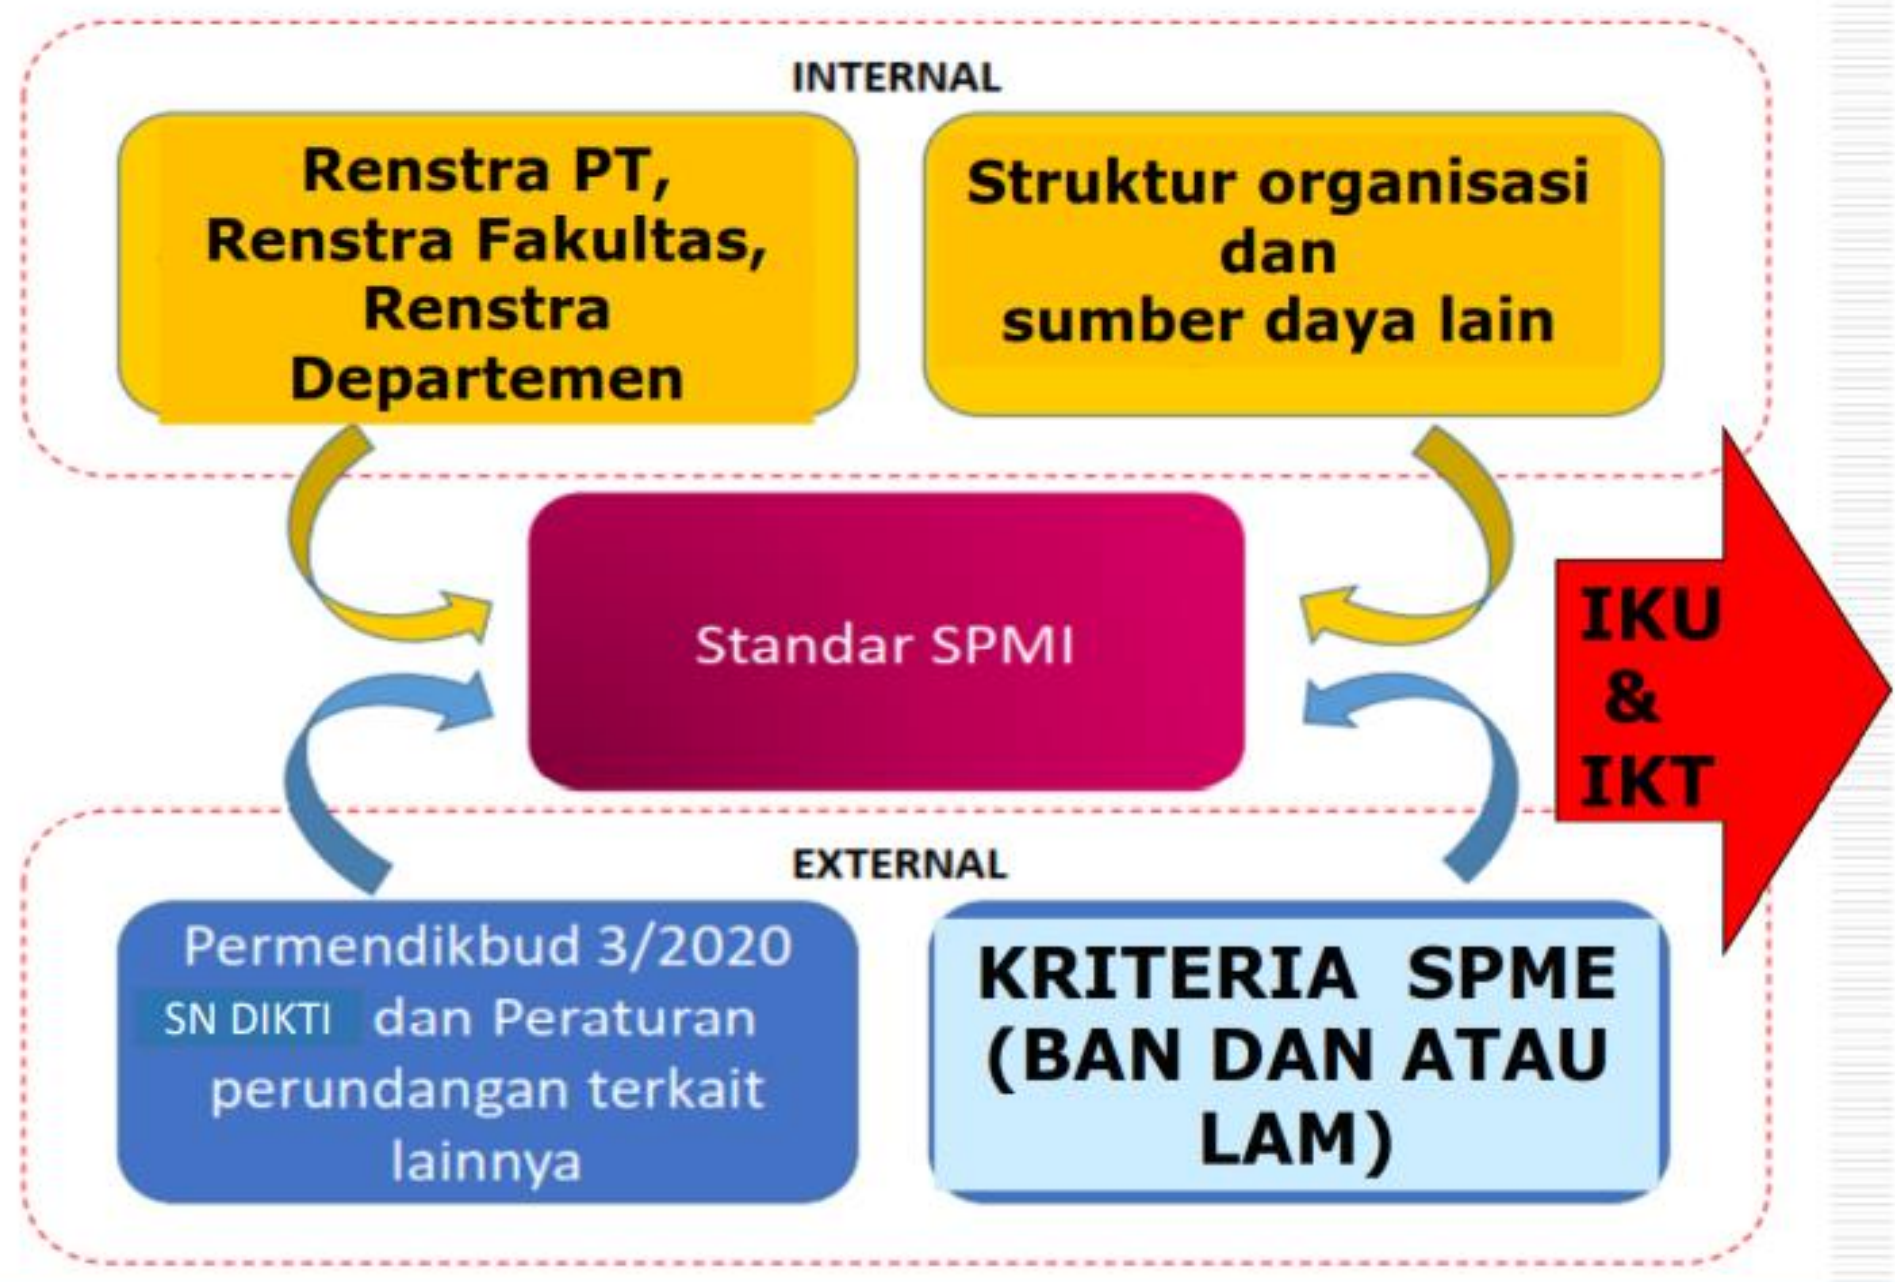 INTERNAL
Renstra PT,
Renstra Fakultas,
Renstra
Departemen
Struktur organisasi
dan
sumber daya lain
Standar SPMI
IKU
&
IKT
EXTERNAL
Permendikbud 3/2020
SN DIKTI dan Peraturan
perundangan terkait
lainnya
KRITERIA SPME
(BAN DAN ATAU
LAM)